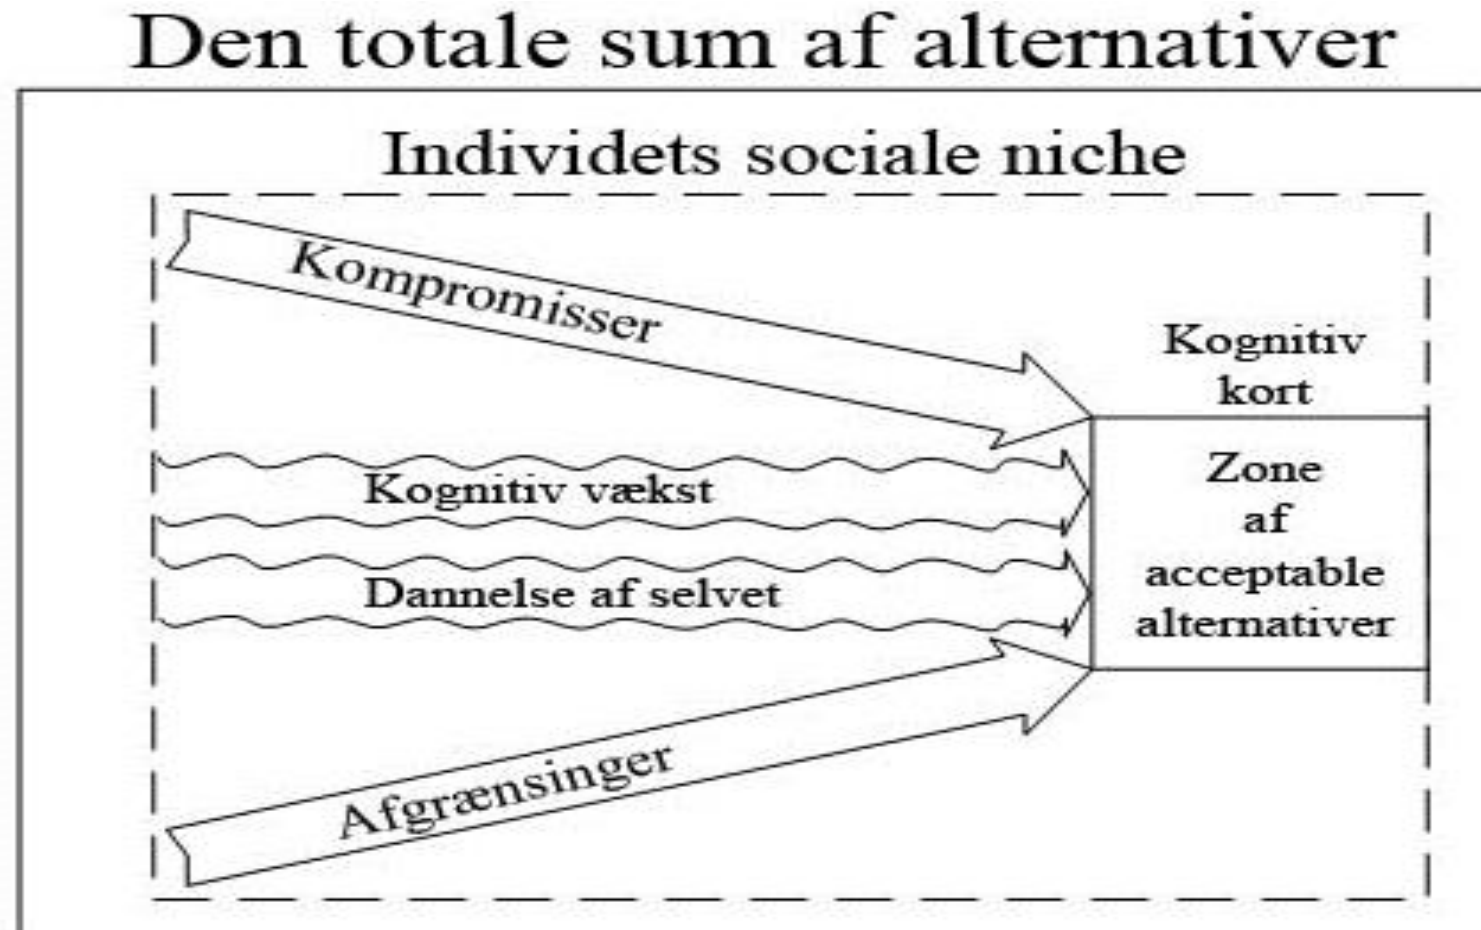 Den totale sum af alternativer
Individets sociale niche
Kompromisser
Kognitiv
kort
Kognitiv vækst
Dannelse af selvet
Zone
af
acceptable
alternativer
Afgrænsinger